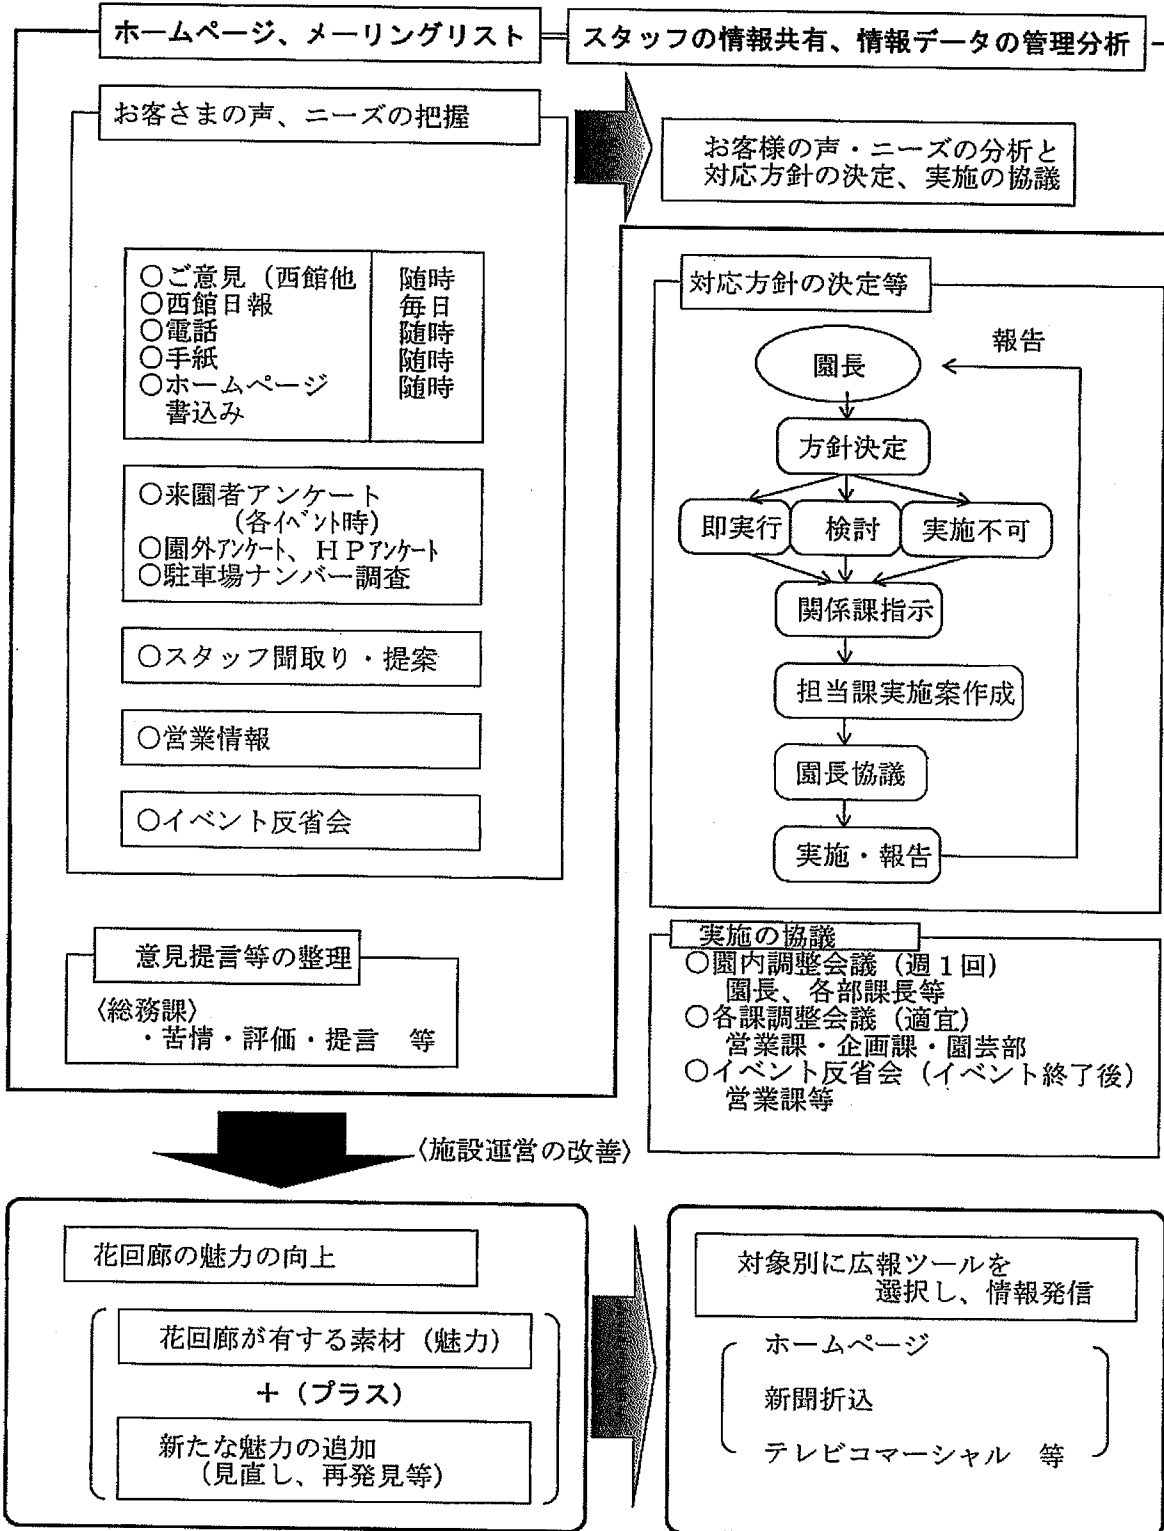 ホームページ、メーリングリスト
スタッフの情報共有、情報データの管理分析
お客さまの声、ニーズの把握
お客様の声・ニーズの分析と
対応方針の決定、実施の協議
○ご意見（西館他 随時
○西館日報 毎日
○電話 随時
○手紙 随時
○ホームページ 随時
書込み
○来園者アンケート
（各イベント時）
○園外アンケート、ＨＰアンケート
○駐車場ナンバー調査
○スタッフ聞取り・提案
○営業情報
○イベント反省会
意見提言等の整理
〈総務課〉
・苦情・評価・提言 等
対応方針の決定等
報告
園長
方針決定
即実行 検討 実施不可
関係課指示
担当課実施案作成
園長協議
実施・報告
実施の協議
○園内調整会議（週１回）
園長、各部課長等
○各課調整会議（適宜）
営業課・企画課・園芸部
○イベント反省会（イベント終了後）
営業課等
〈施設運営の改善〉
花回廊の魅力の向上
花回廊が有する素材（魅力）
＋（プラス）
新たな魅力の追加
（見直し、再発見等）
対象別に広報ツールを
選択し、情報発信
ホームページ
新聞折込
テレビコマーシャル 等